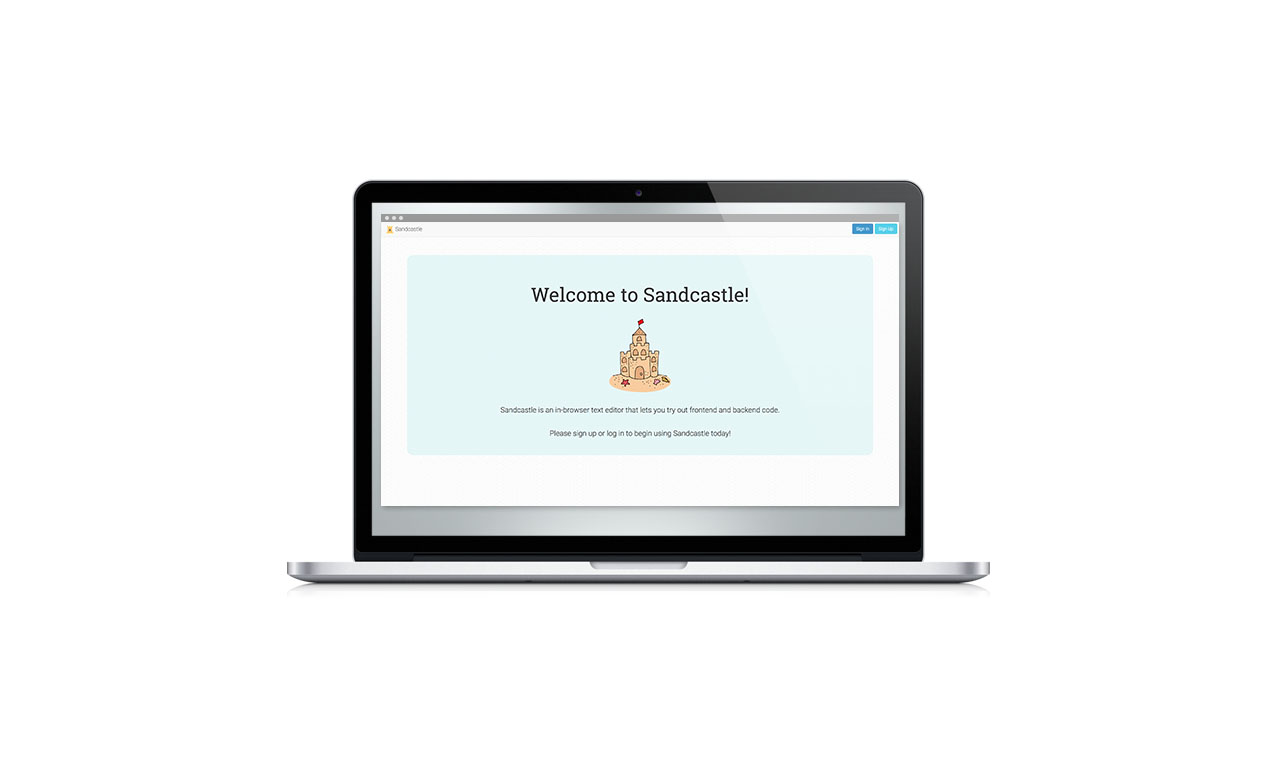 Sandcastle
Sign In
Sign Up
Welcome to Sandcastle!
Sandcastle is an in-browser text editor that lets you try out frontend and backend code.
Please sign up or log in to begin using Sandcastle today!